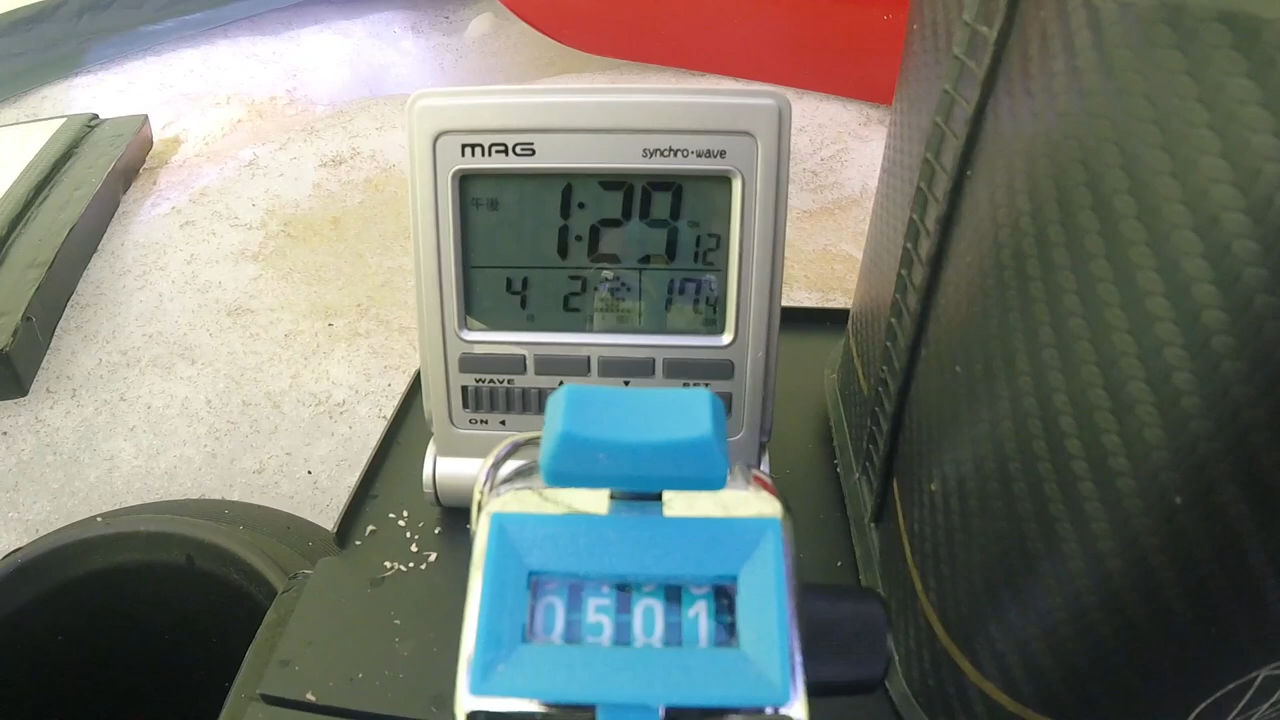 MAG synchro·wave
午後 1:29 12
4 2 17.4
WAVE ▲ ▼ SET
ON ◀
0501